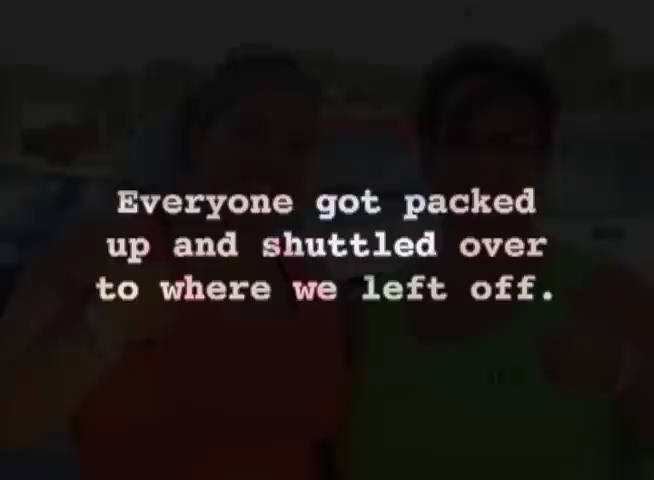 Everyone got packed
up and shuttled over
to where we left off.